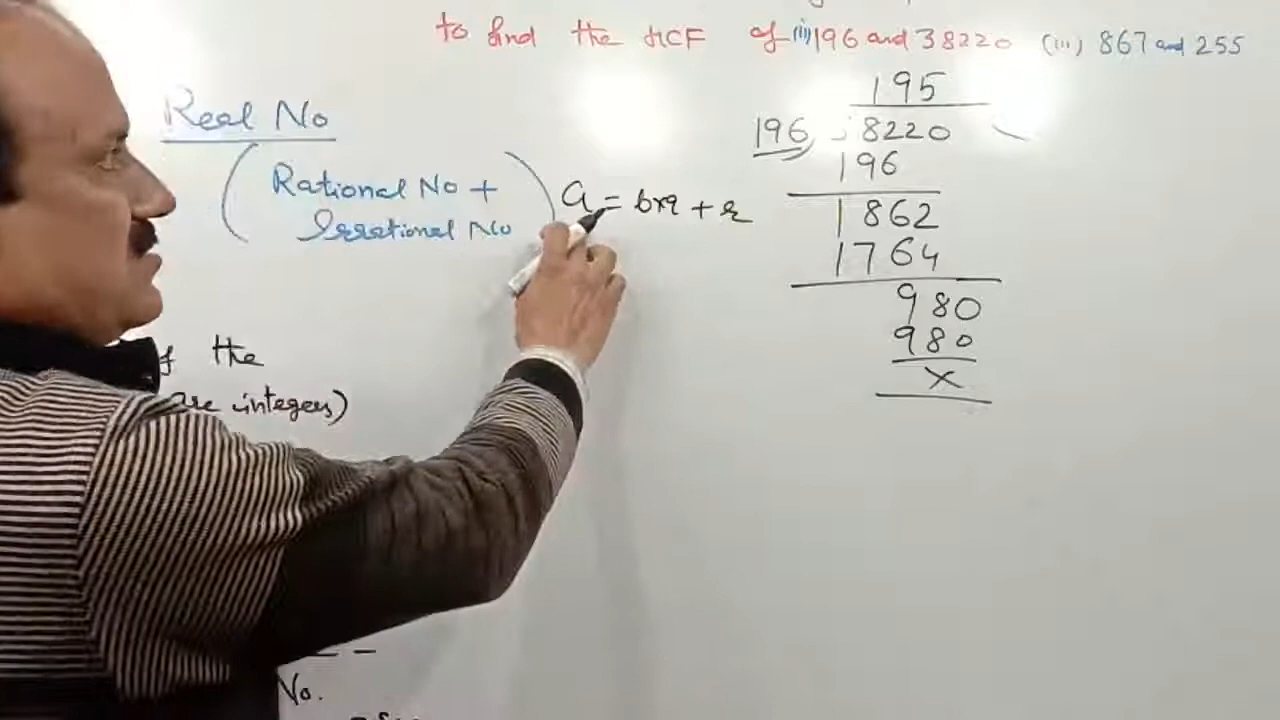 to find the HCF of (ii) 196 and 38220 (iii) 867 and 255
Real No
(Rational No +
Irrational No)
a = b×q + r
195
196 8220
196
1862
1764
980
980
×
the
are integers)
No.